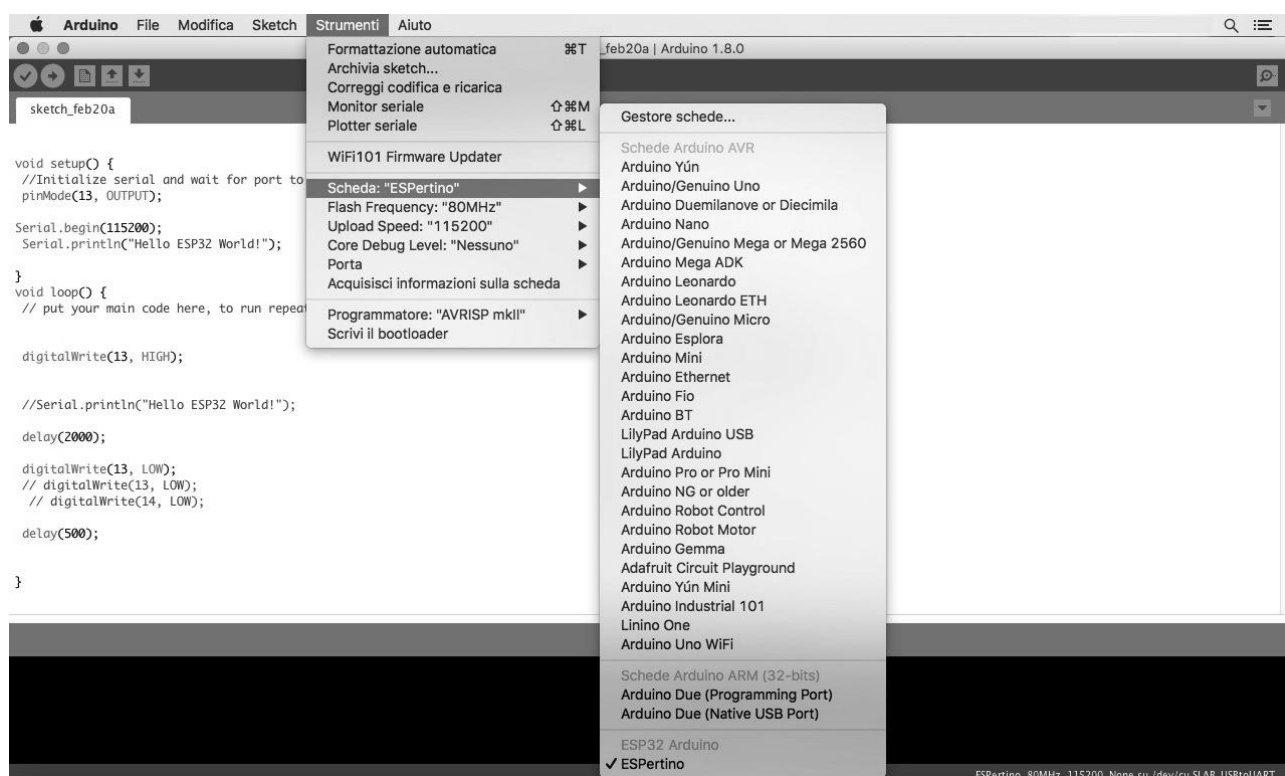 Arduino File Modifica Sketch Strumenti Aiuto
_feb20a | Arduino 1.8.0
sketch_feb20a
void setup() {
//Initialize serial and wait for port to
pinMode(13, OUTPUT);
Serial.begin(115200);
Serial.println("Hello ESP32 World!");
}
void loop() {
// put your main code here, to run repeat
digitalWrite(13, HIGH);
//Serial.println("Hello ESP32 World!");
delay(2000);
digitalWrite(13, LOW);
// digitalWrite(13, LOW);
// digitalWrite(14, LOW);
delay(500);
}
Formattazione automatica ⌘T
Archivia sketch...
Correggi codifica e ricarica
Monitor seriale ⇧⌘M
Plotter seriale ⇧⌘L
WiFi101 Firmware Updater
Scheda: "ESPertino" ▶
Flash Frequency: "80MHz" ▶
Upload Speed: "115200" ▶
Core Debug Level: "Nessuno" ▶
Porta ▶
Acquisisci informazioni sulla scheda
Programmatore: "AVRISP mkII" ▶
Scrivi il bootloader
Gestore schede...
Schede Arduino AVR
Arduino Yún
Arduino/Genuino Uno
Arduino Duemilanove or Diecimila
Arduino Nano
Arduino/Genuino Mega or Mega 2560
Arduino Mega ADK
Arduino Leonardo
Arduino Leonardo ETH
Arduino/Genuino Micro
Arduino Esplora
Arduino Mini
Arduino Ethernet
Arduino Fio
Arduino BT
LilyPad Arduino USB
LilyPad Arduino
Arduino Pro or Pro Mini
Arduino NG or older
Arduino Robot Control
Arduino Robot Motor
Arduino Gemma
Adafruit Circuit Playground
Arduino Yún Mini
Arduino Industrial 101
Linino One
Arduino Uno WiFi
Schede Arduino ARM (32-bits)
Arduino Due (Programming Port)
Arduino Due (Native USB Port)
ESP32 Arduino
✓ ESPertino
ESPertino, 80MHz, 115200, None su /dev/cu.SLAB_USBtoUART